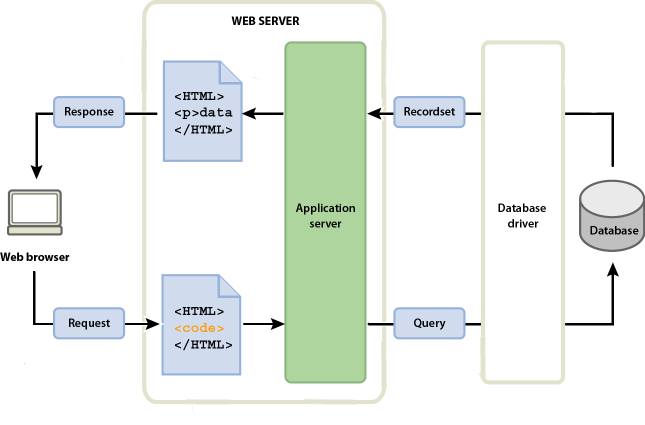 WEB SERVER
<HTML>
<p>data
</HTML>
Response
Recordset
Application
server
Database
driver
Database
Web browser
<HTML>
<code>
</HTML>
Request
Query